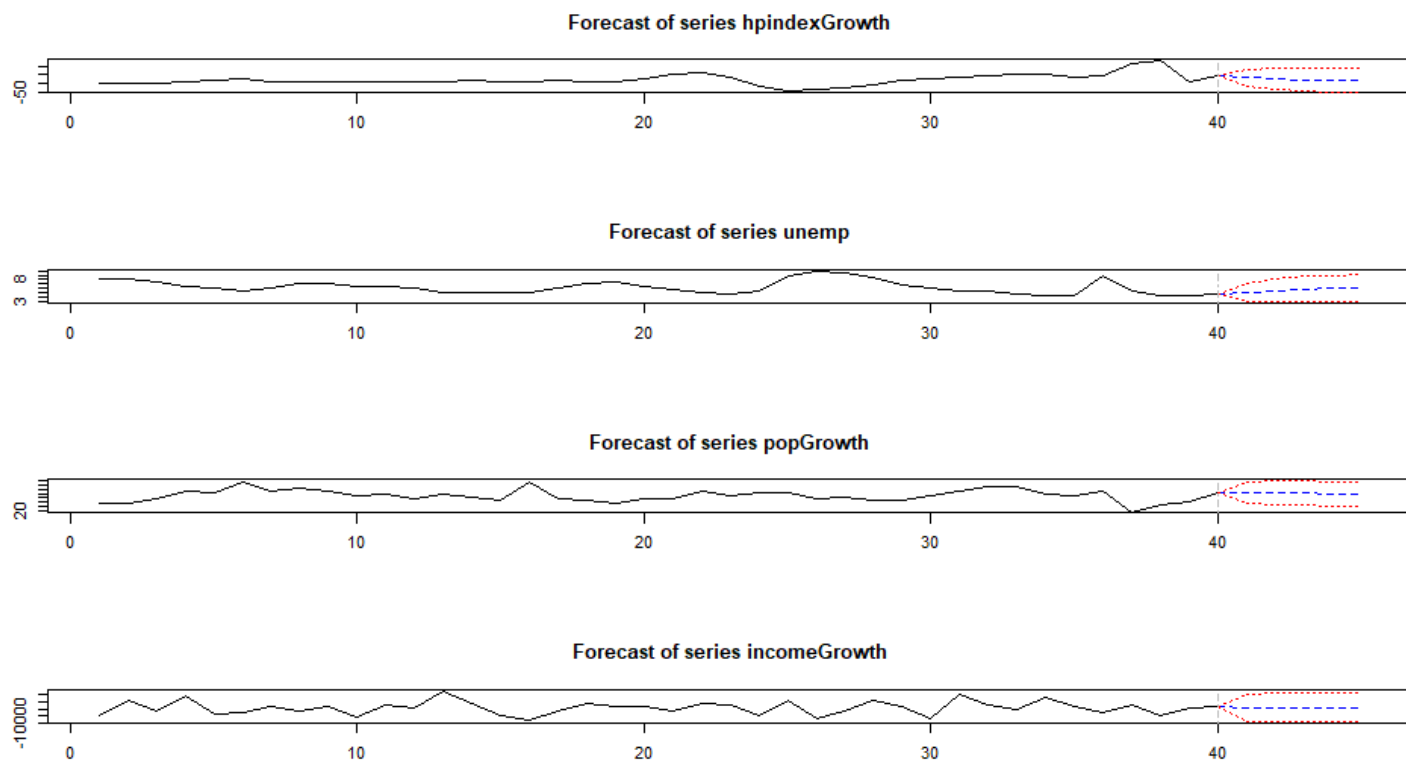 Forecast of series hpindexGrowth
-50
0 10 20 30 40
Forecast of series unemp
8
3
0 10 20 30 40
Forecast of series popGrowth
20
0 10 20 30 40
Forecast of series incomeGrowth
-10000
0 10 20 30 40